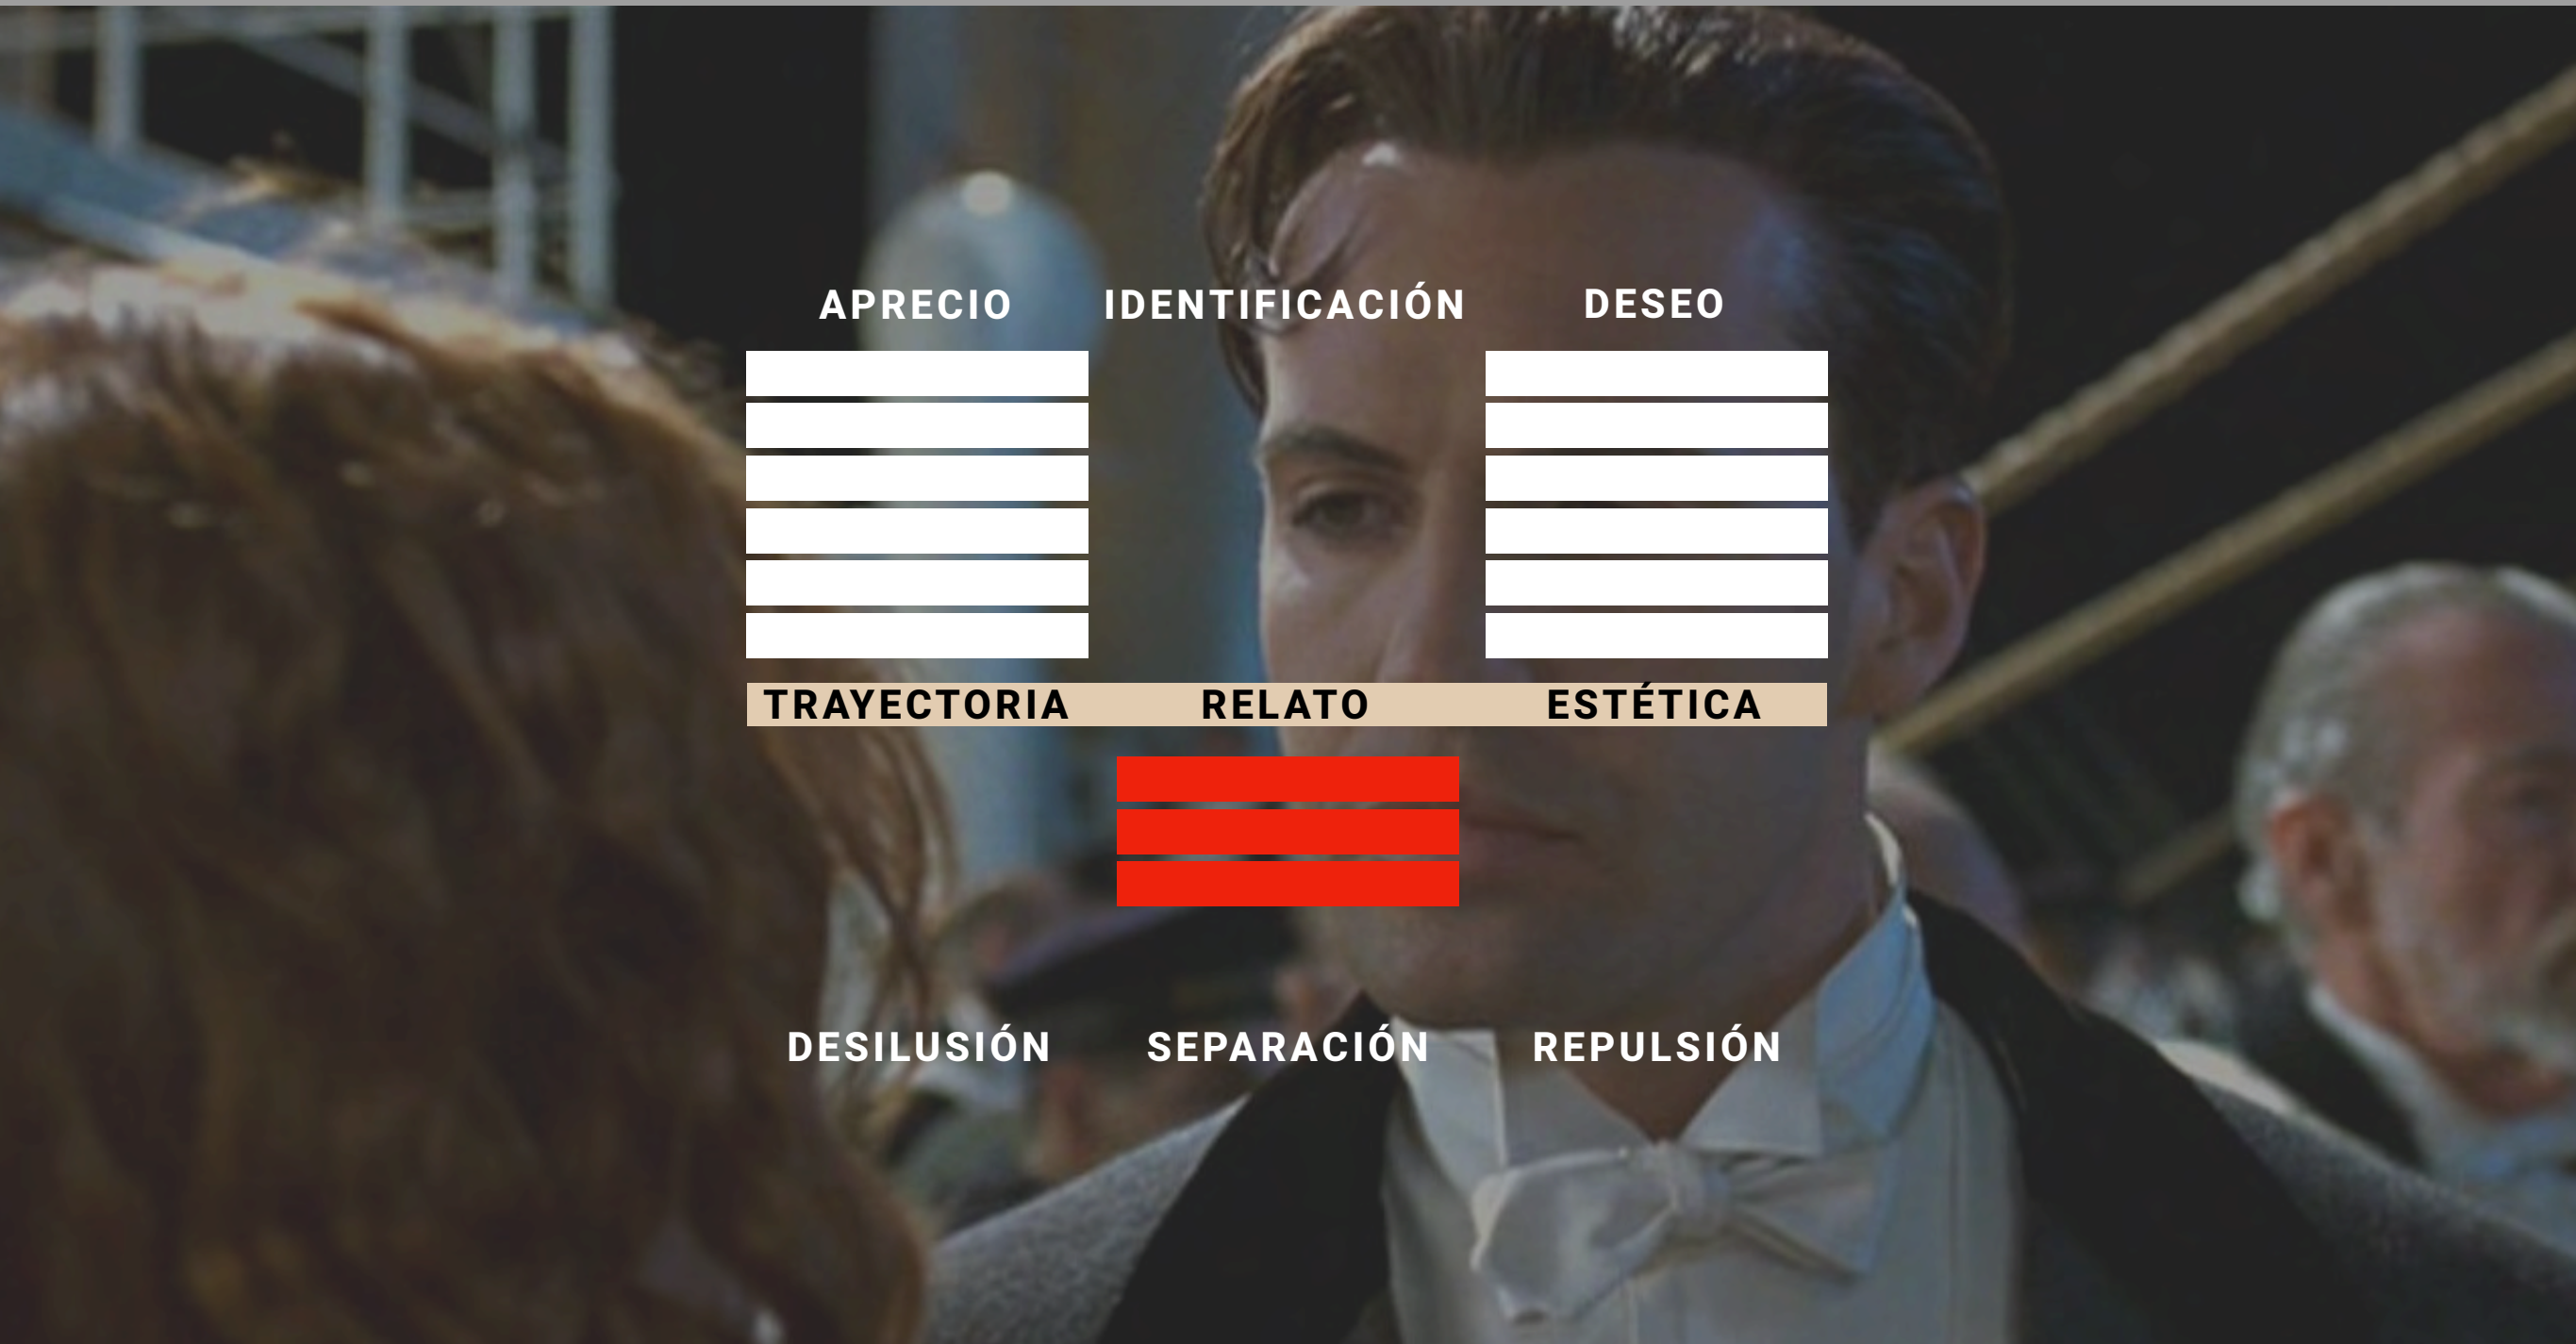 APRECIO IDENTIFICACIÓN DESEO
TRAYECTORIA RELATO ESTÉTICA
DESILUSIÓN SEPARACIÓN REPULSIÓN